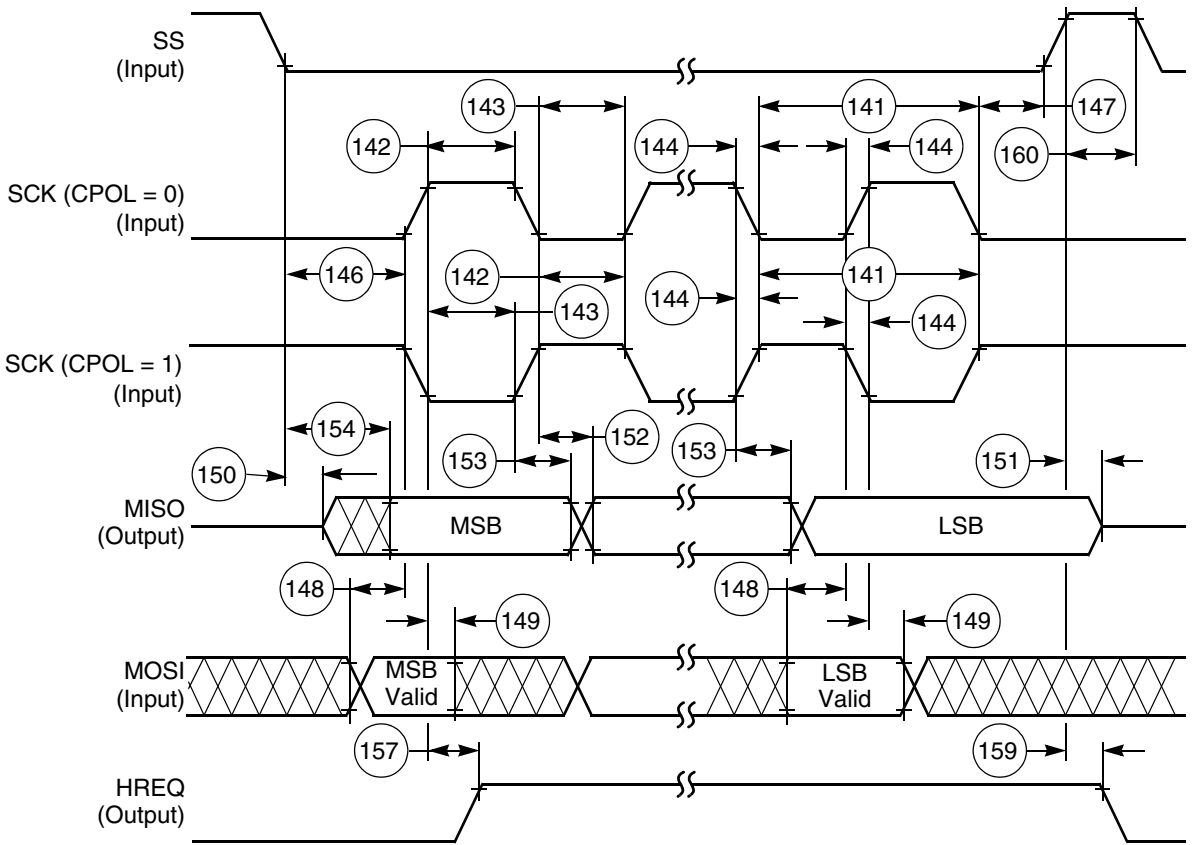 SS
(Input)
143
141
147
142
144
144
160
SCK (CPOL = 0)
(Input)
146
142
141
144
143
144
SCK (CPOL = 1)
(Input)
154
152
150
153
153
151
MISO
(Output)
MSB
LSB
148
148
149
149
MOSI
(Input)
MSB
Valid
LSB
Valid
157
159
HREQ
(Output)